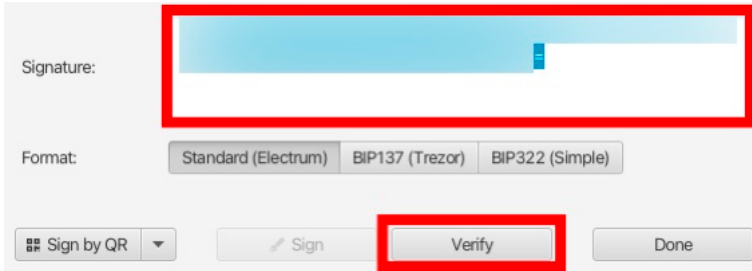 Signature:
=
Format:
Standard (Electrum) BIP137 (Trezor) BIP322 (Simple)
Sign by QR Sign Verify Done